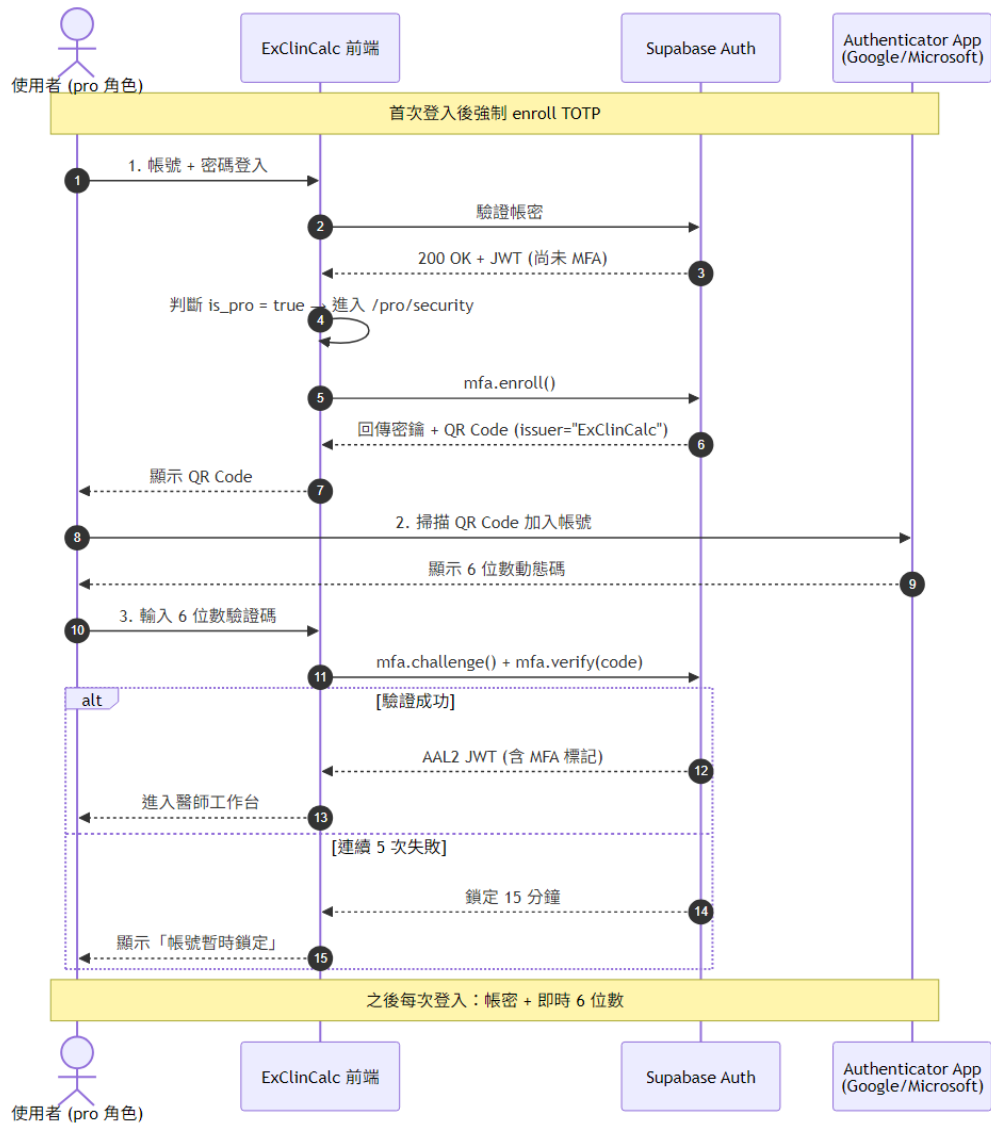 使用者 (pro 角色)
ExClinCalc 前端
Supabase Auth
Authenticator App
(Google/Microsoft)
首次登入後強制 enroll TOTP
1. 帳號 + 密碼登入
1
驗證帳密
2
200 OK + JWT (尚未 MFA)
3
判斷 is_pro = true → 進入 /pro/security
4
mfa.enroll()
5
回傳密鑰 + QR Code (issuer="ExClinCalc")
6
顯示 QR Code
7
2. 掃描 QR Code 加入帳號
8
顯示 6 位數動態碼
9
3. 輸入 6 位數驗證碼
10
mfa.challenge() + mfa.verify(code)
11
alt
[驗證成功]
AAL2 JWT (含 MFA 標記)
12
進入醫師工作台
13
[連續 5 次失敗]
鎖定 15 分鐘
14
顯示「帳號暫時鎖定」
15
之後每次登入：帳密 + 即時 6 位數
使用者 (pro 角色)
ExClinCalc 前端
Supabase Auth
Authenticator App
(Google/Microsoft)